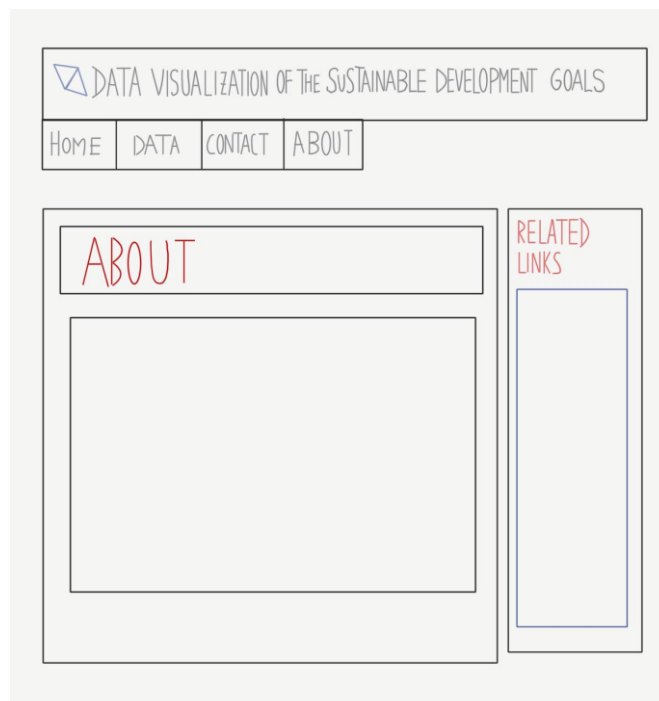 DATA VISUALIZATION OF THE SUSTAINABLE DEVELOPMENT GOALS
HOME
DATA
CONTACT
ABOUT
ABOUT
RELATED
LINKS